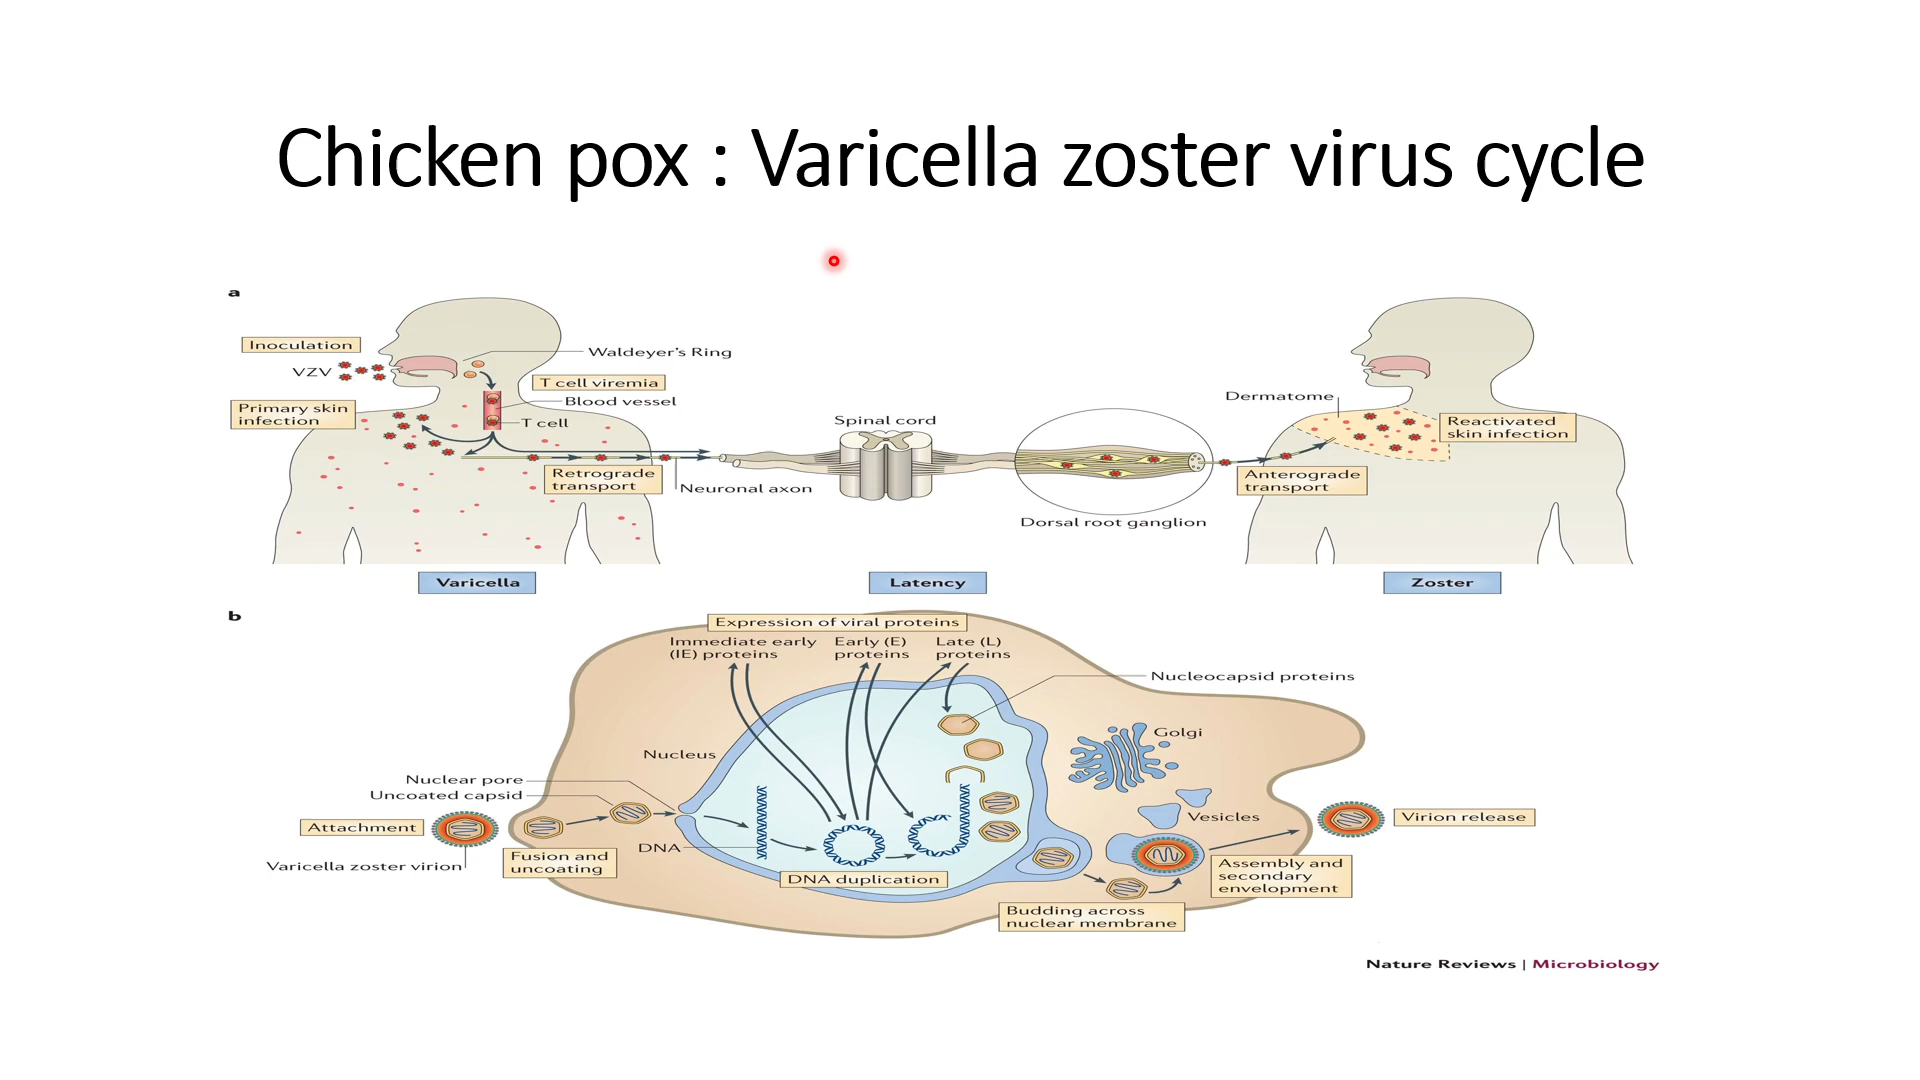 Chicken pox : Varicella zoster virus cycle
a
Inoculation
VZV
Waldeyer's Ring
T cell viremia
Blood vessel
T cell
Primary skin
infection
Retrograde
transport
Neuronal axon
Spinal cord
Dorsal root ganglion
Dermatome
Reactivated
skin infection
Anterograde
transport
Varicella
Latency
Zoster
b
Expression of viral proteins
Immediate early
(IE) proteins
Early (E)
proteins
Late (L)
proteins
Nucleocapsid proteins
Nucleus
Golgi
Nuclear pore
Uncoated capsid
Attachment
Varicella zoster virion
Fusion and
uncoating
DNA
DNA duplication
Vesicles
Virion release
Assembly and
secondary
envelopment
Budding across
nuclear membrane
Nature Reviews | Microbiology